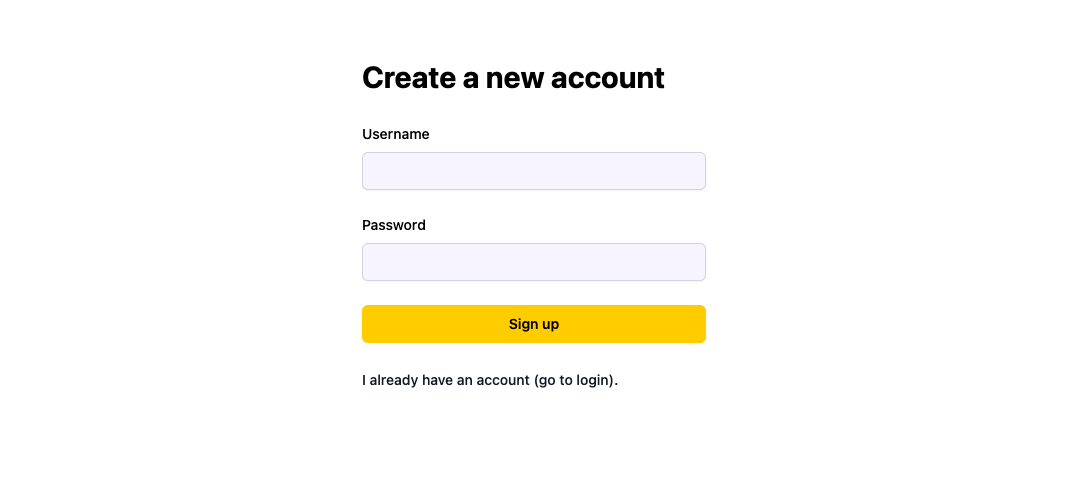 Create a new account
Username
Password
Sign up
I already have an account (go to login).